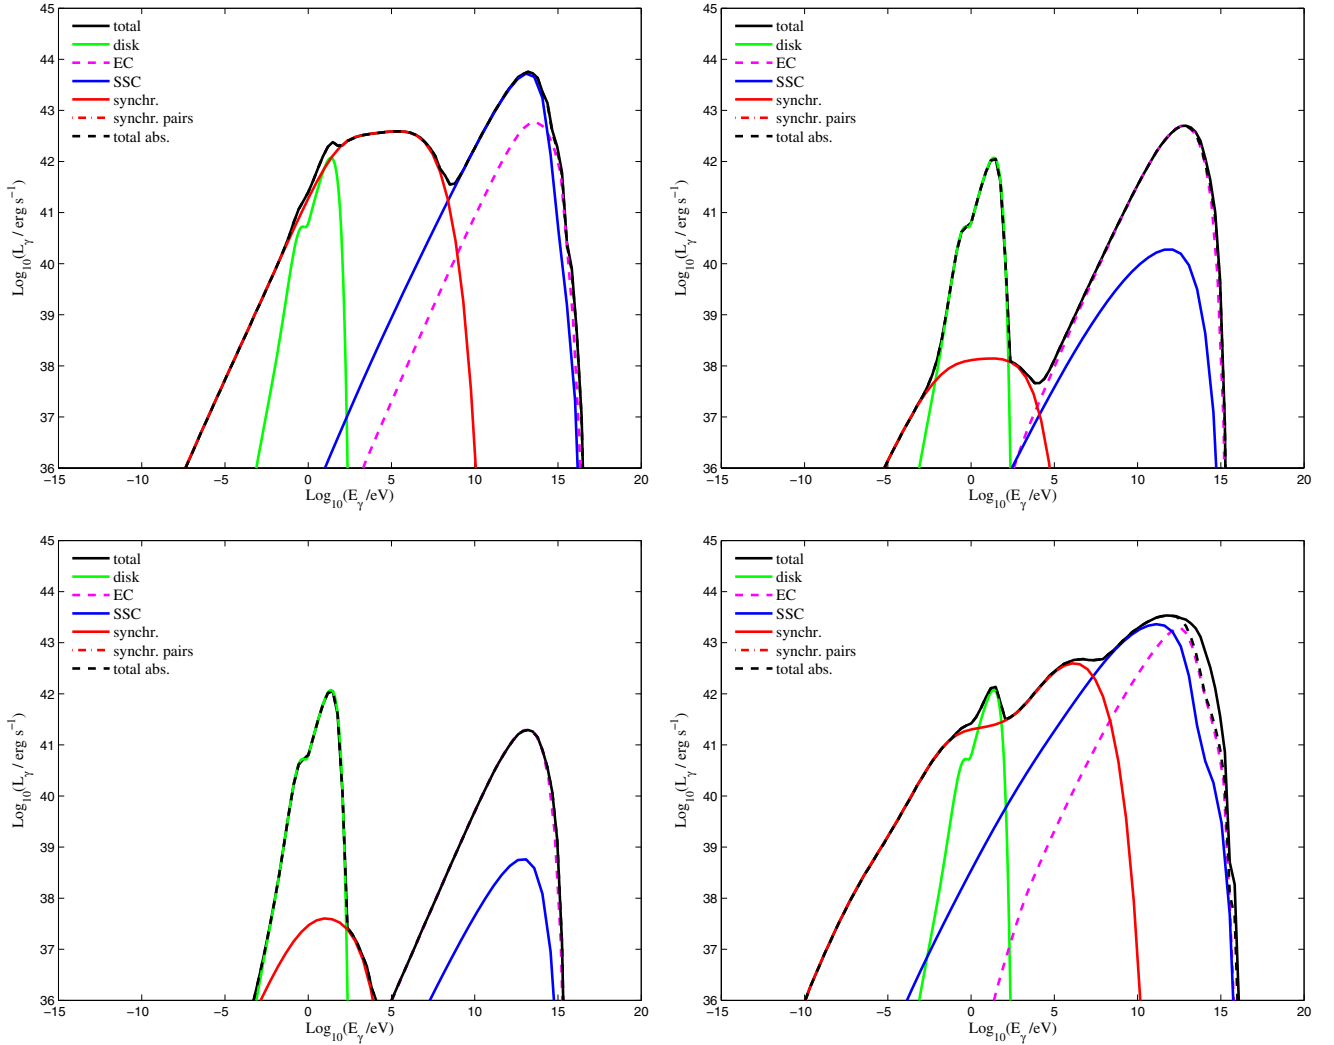 45
44
43
42
41
40
39
38
37
36
−15
−10
−5
0
5
10
15
20
Log10(Lγ / erg s−1)
Log10(Eγ/eV)
total
disk
EC
SSC
synchr.
synchr. pairs
total abs.
45
44
43
42
41
40
39
38
37
36
−15
−10
−5
0
5
10
15
20
Log10(Lγ / erg s−1)
Log10(Eγ/eV)
total
disk
EC
SSC
synchr.
synchr. pairs
total abs.
45
44
43
42
41
40
39
38
37
36
−15
−10
−5
0
5
10
15
20
Log10(Lγ / erg s−1)
Log10(Eγ/eV)
total
disk
EC
SSC
synchr.
synchr. pairs
total abs.
45
44
43
42
41
40
39
38
37
36
−15
−10
−5
0
5
10
15
20
Log10(Lγ / erg s−1)
Log10(Eγ/eV)
total
disk
EC
SSC
synchr.
synchr. pairs
total abs.